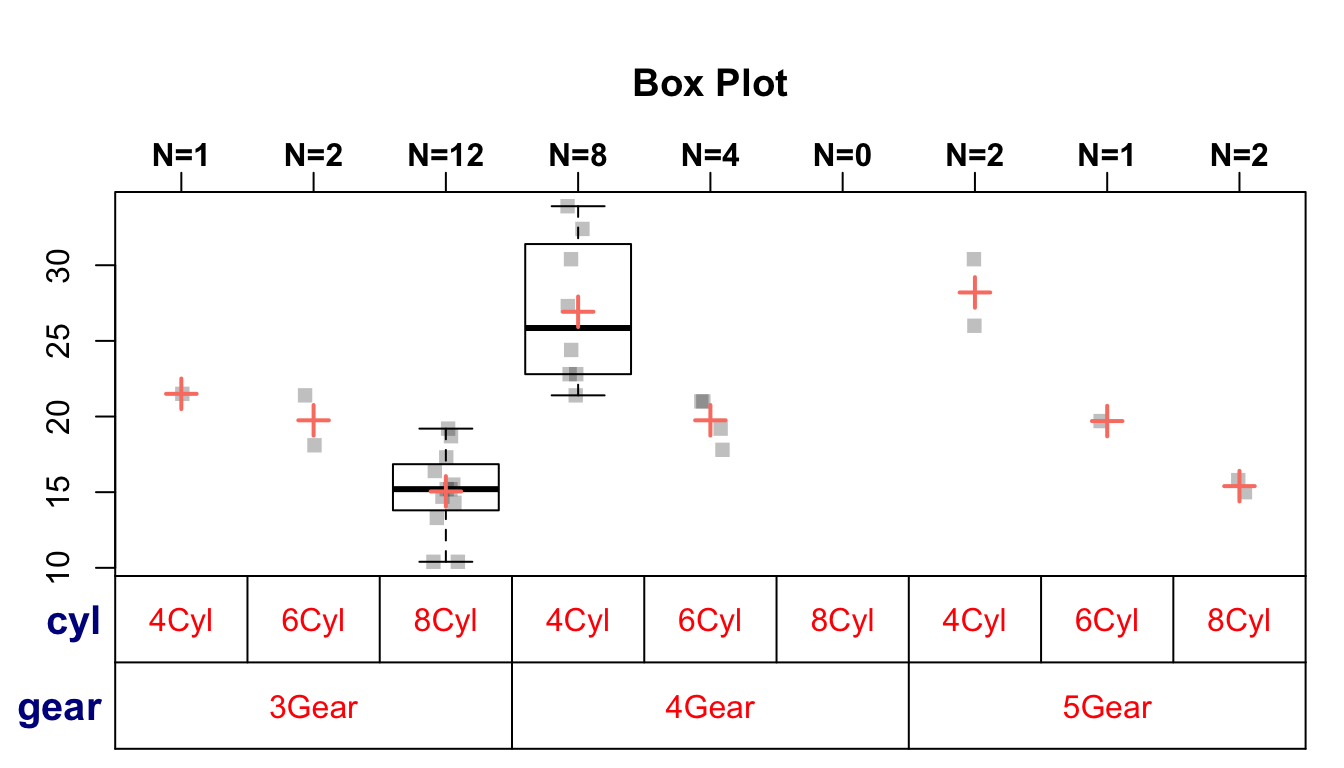 Box Plot
N=1 N=2 N=12 N=8 N=4 N=0 N=2 N=1 N=2
30
25
20
15
10
cyl 4Cyl 6Cyl 8Cyl 4Cyl 6Cyl 8Cyl 4Cyl 6Cyl 8Cyl
gear 3Gear 4Gear 5Gear